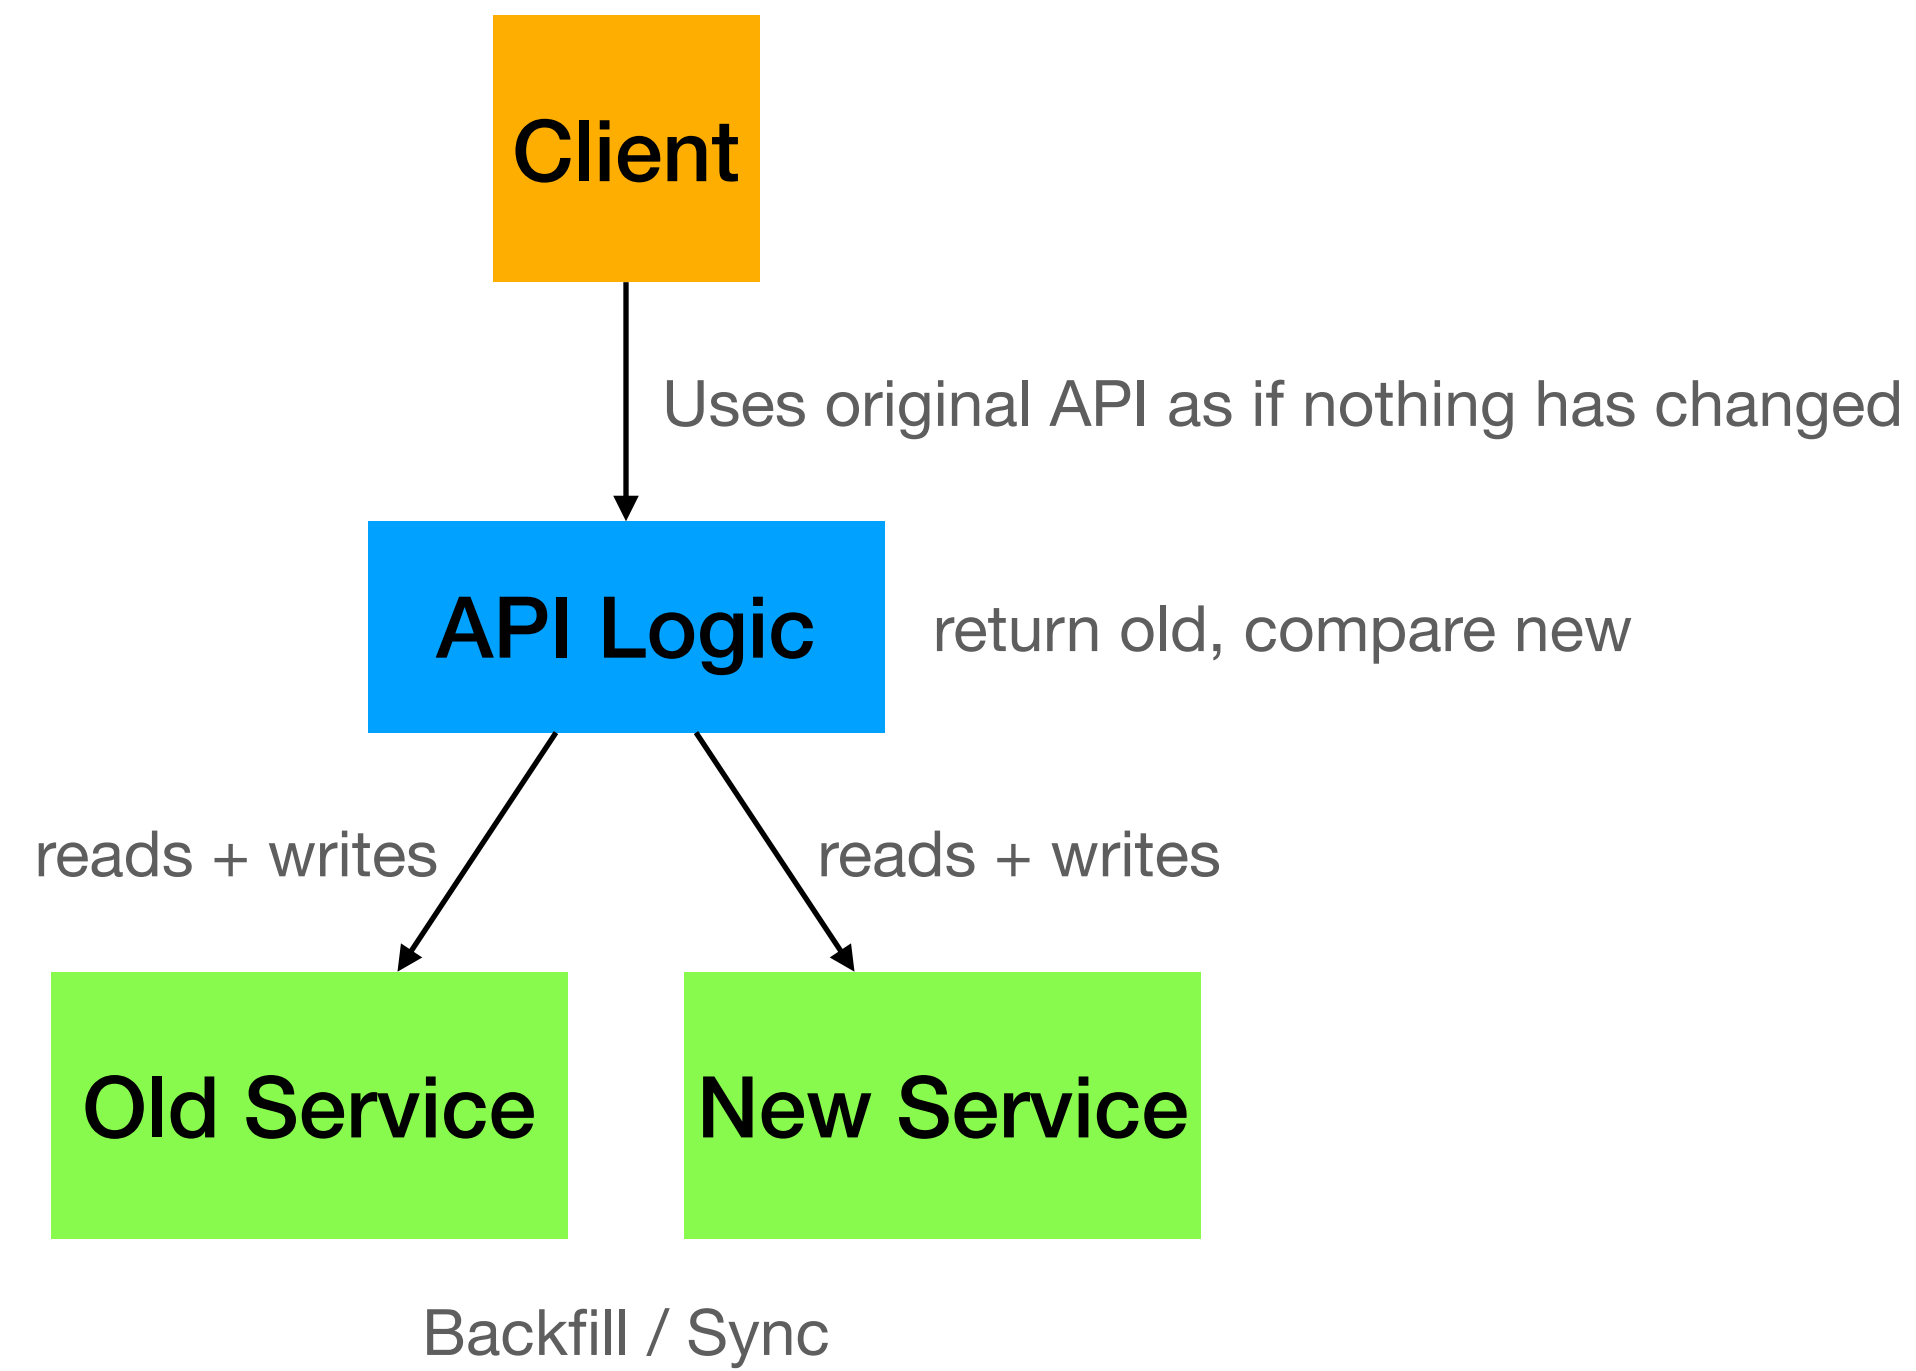 Client
Uses original API as if nothing has changed
API Logic
return old, compare new
reads + writes
reads + writes
Old Service
New Service
Backfill / Sync